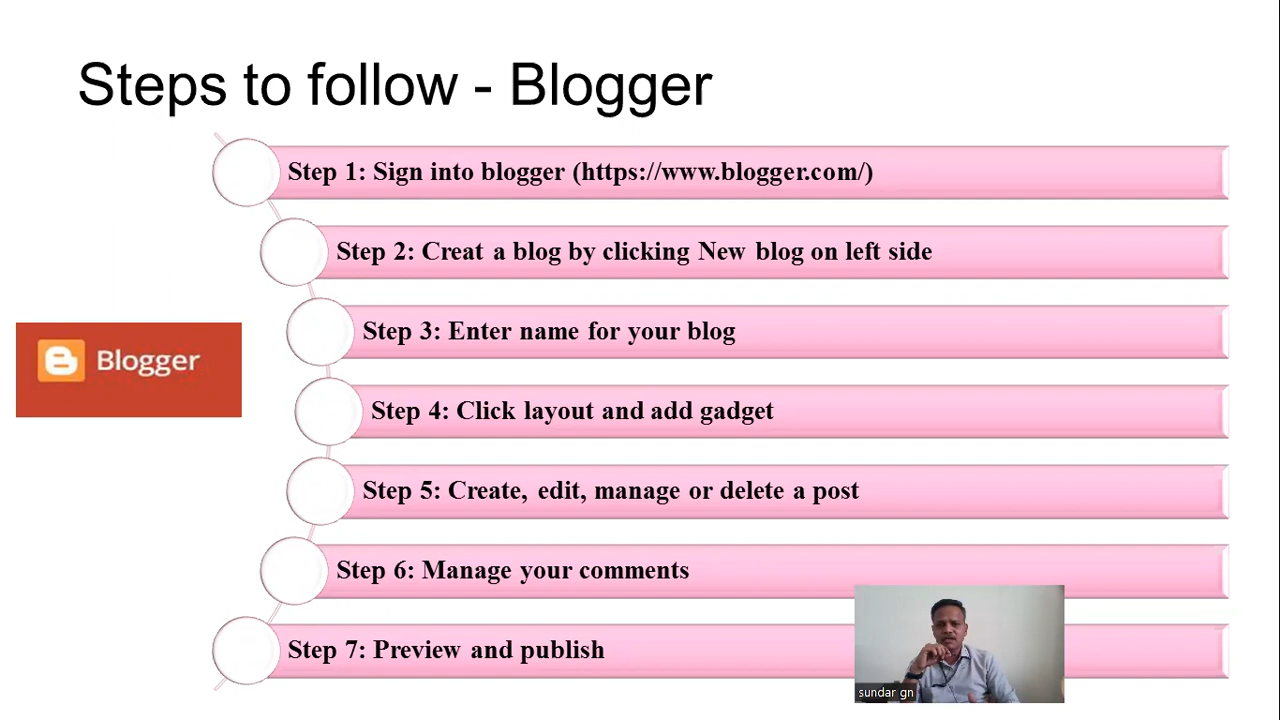 Steps to follow - Blogger
Step 1: Sign into blogger (https://www.blogger.com/)
Step 2: Creat a blog by clicking New blog on left side
Step 3: Enter name for your blog
Blogger
Step 4: Click layout and add gadget
Step 5: Create, edit, manage or delete a post
Step 6: Manage your comments
Step 7: Preview and publish
sundar gn